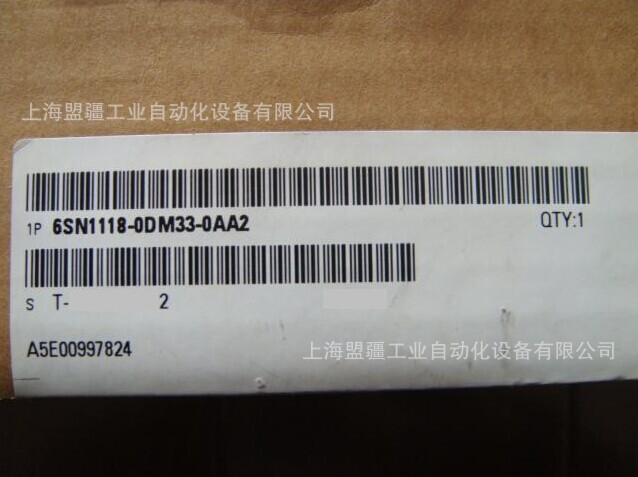 上海盟疆工业自动化设备有限公司
1P 6SN1118-0DM33-0AA2 QTY:1
S T- 2
A5E00997824 上海盟疆工业自动化设备有限公司